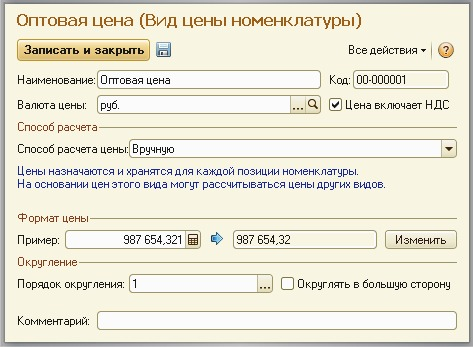 Оптовая цена (Вид цены номенклатуры)
Записать и закрыть Все действия ?
Наименование: Оптовая цена Код: 00-000001
Валюта цены: руб. ... Цена включает НДС
Способ расчета
Способ расчета цены: Вручную
Цены назначаются и хранятся для каждой позиции номенклатуры.
На основании цен этого вида могут рассчитываться цены других видов.
Формат цены
Пример: 987 654,321 987 654,32 Изменить
Округление
Порядок округления: 1 ... Округлять в большую сторону
Комментарий: